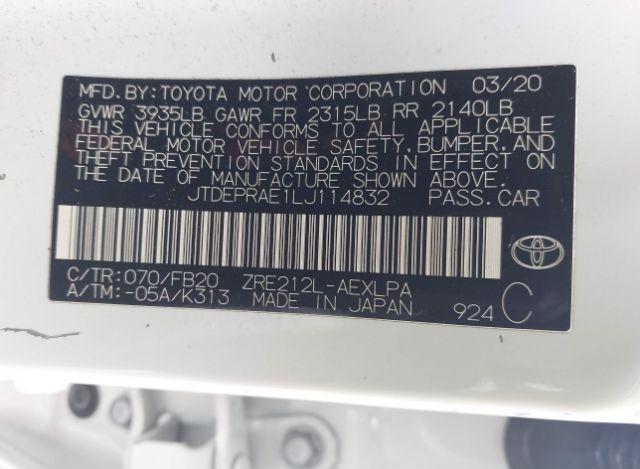 MFD.BY:TOYOTA MOTOR CORPORATION 03/20
GVWR 3935LB GAWR FR 2315LB RR 2140LB
THIS VEHICLE CONFORMS TO ALL APPLICABLE
FEDERAL MOTOR VEHICLE SAFETY,BUMPER,AND
THEFT PREVENTION STANDARDS IN EFFECT ON
THE DATE OF MANUFACTURE SHOWN ABOVE.
JTDEPRAE1LJ114832 PASS.CAR
C/TR:070/FB20 ZRE212L-AEXLPA
A/TM:-05A/K313 MADE IN JAPAN 924 C